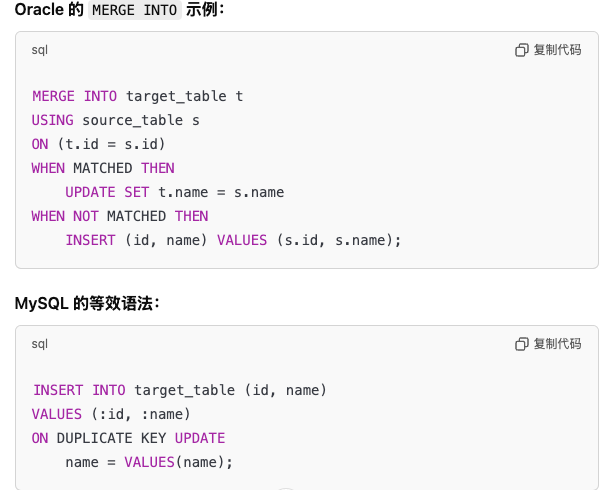 Oracle 的 MERGE INTO 示例：
sql
复制代码
MERGE INTO target_table t
USING source_table s
ON (t.id = s.id)
WHEN MATCHED THEN
    UPDATE SET t.name = s.name
WHEN NOT MATCHED THEN
    INSERT (id, name) VALUES (s.id, s.name);
MySQL 的等效语法：
sql
复制代码
INSERT INTO target_table (id, name)
VALUES (:id, :name)
ON DUPLICATE KEY UPDATE
    name = VALUES(name);